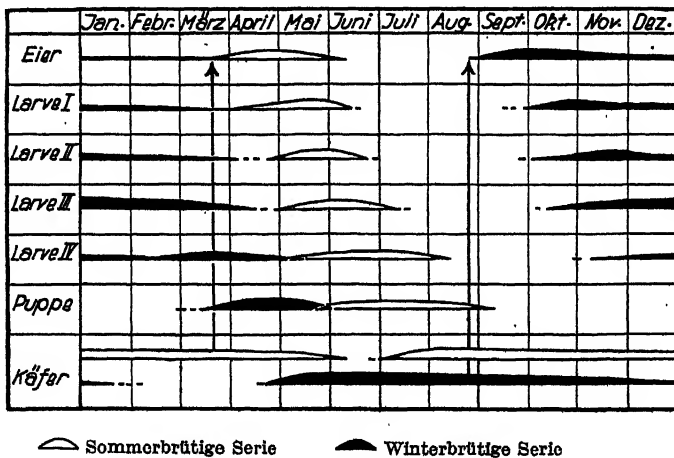 Jan. Febr. März April Mai Juni Juli Aug. Sept. Okt. Nov. Dez.
Eier
Larve I
Larve II
Larve III
Larve IV
Puppe
Käfer
Sommerbrütige Serie Winterbrütige Serie